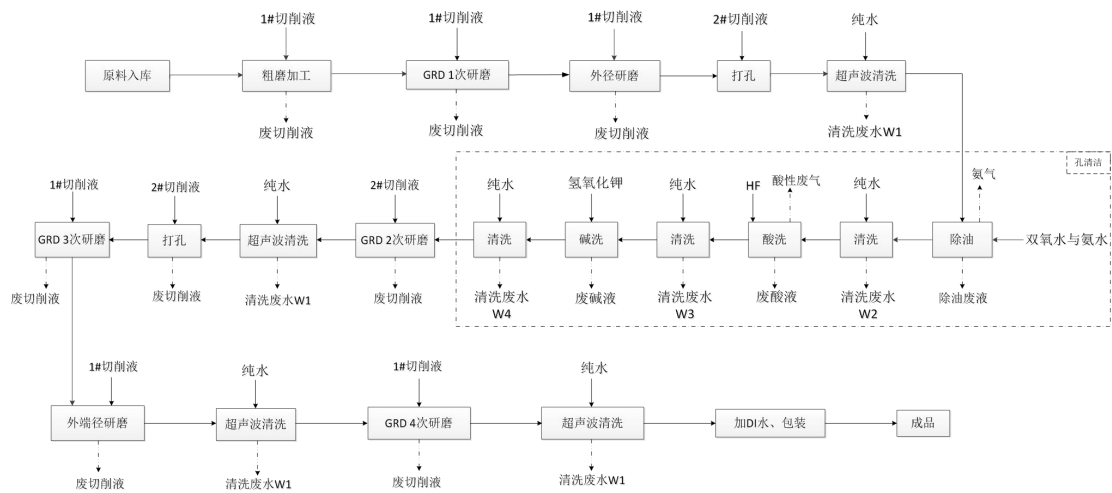 1#切削液
1#切削液
1#切削液
2#切削液
纯水
原料入库
粗磨加工
GRD 1次研磨
外径研磨
打孔
超声波清洗
废切削液
废切削液
废切削液
清洗废水W1
孔清洁
1#切削液
2#切削液
纯水
2#切削液
纯水
氢氧化钾
纯水
HF
酸性废气
纯水
氨气
GRD 3次研磨
打孔
超声波清洗
GRD 2次研磨
清洗
碱洗
清洗
酸洗
清洗
除油
双氧水与氨水
废切削液
废切削液
清洗废水W1
废切削液
清洗废水
W4
废碱液
清洗废水
W3
废酸液
清洗废水
W2
除油废液
1#切削液
纯水
1#切削液
纯水
外端径研磨
超声波清洗
GRD 4次研磨
超声波清洗
加DI水、包装
成品
废切削液
清洗废水W1
废切削液
清洗废水W1